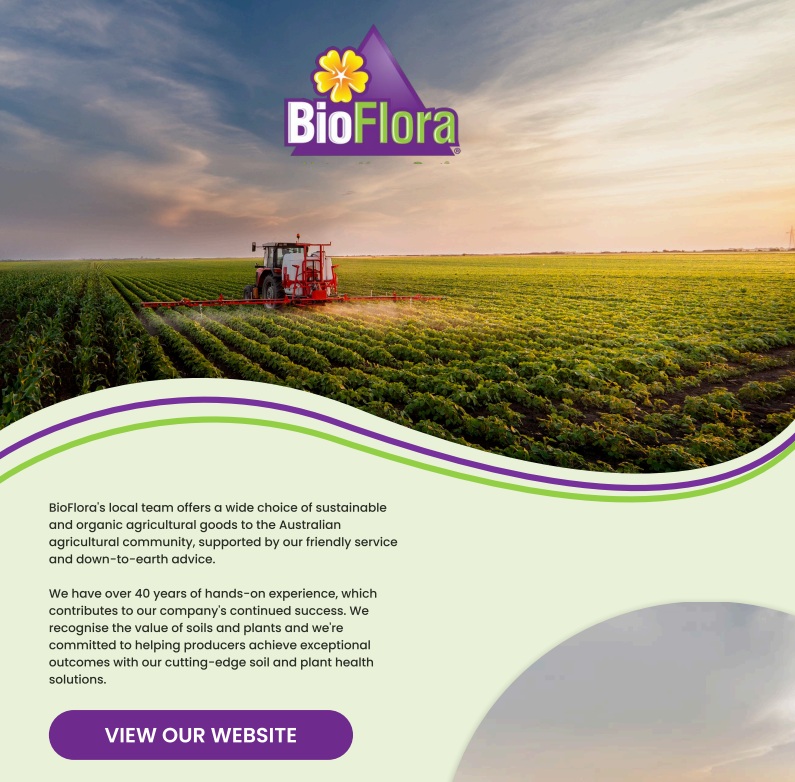 BioFlora®
BioFlora's local team offers a wide choice of sustainable
and organic agricultural goods to the Australian
agricultural community, supported by our friendly service
and down-to-earth advice.
We have over 40 years of hands-on experience, which
contributes to our company's continued success. We
recognise the value of soils and plants and we're
committed to helping producers achieve exceptional
outcomes with our cutting-edge soil and plant health
solutions.
VIEW OUR WEBSITE